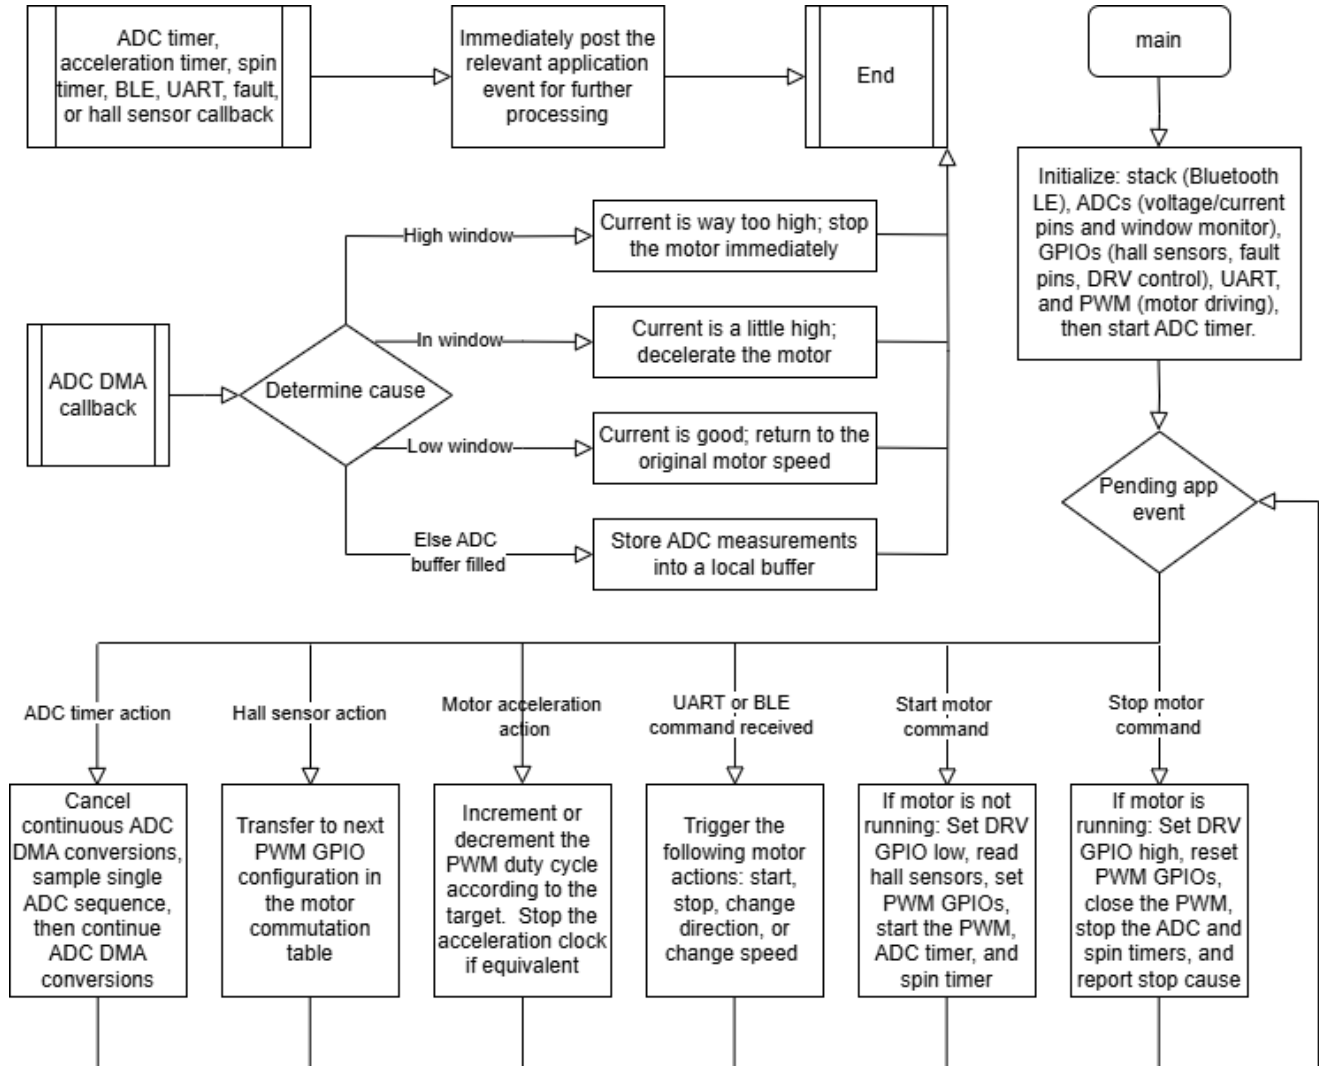 ADC timer,
acceleration timer, spin
timer, BLE, UART, fault,
or hall sensor callback
Immediately post the
relevant application
event for further
processing
End
main
Initialize: stack (Bluetooth
LE), ADCs (voltage/current
pins and window monitor),
GPIOs (hall sensors, fault
pins, DRV control), UART,
and PWM (motor driving),
then start ADC timer.
ADC DMA
callback
Determine cause
High window
Current is way too high; stop
the motor immediately
In window
Current is a little high;
decelerate the motor
Low window
Current is good; return to the
original motor speed
Else ADC
buffer filled
Store ADC measurements
into a local buffer
Pending app
event
ADC timer action
Hall sensor action
Motor acceleration
action
UART or BLE
command received
Start motor
command
Stop motor
command
Cancel
continuous ADC
DMA conversions,
sample single
ADC sequence,
then continue
ADC DMA
conversions
Transfer to next
PWM GPIO
configuration in
the motor
commutation
table
Increment or
decrement the
PWM duty cycle
according to the
target. Stop the
acceleration clock
if equivalent
Trigger the
following motor
actions: start,
stop, change
direction, or
change speed
If motor is not
running: Set DRV
GPIO low, read
hall sensors, set
PWM GPIOs,
start the PWM,
ADC timer, and
spin timer
If motor is
running: Set DRV
GPIO high, reset
PWM GPIOs,
close the PWM,
stop the ADC and
spin timers, and
report stop cause